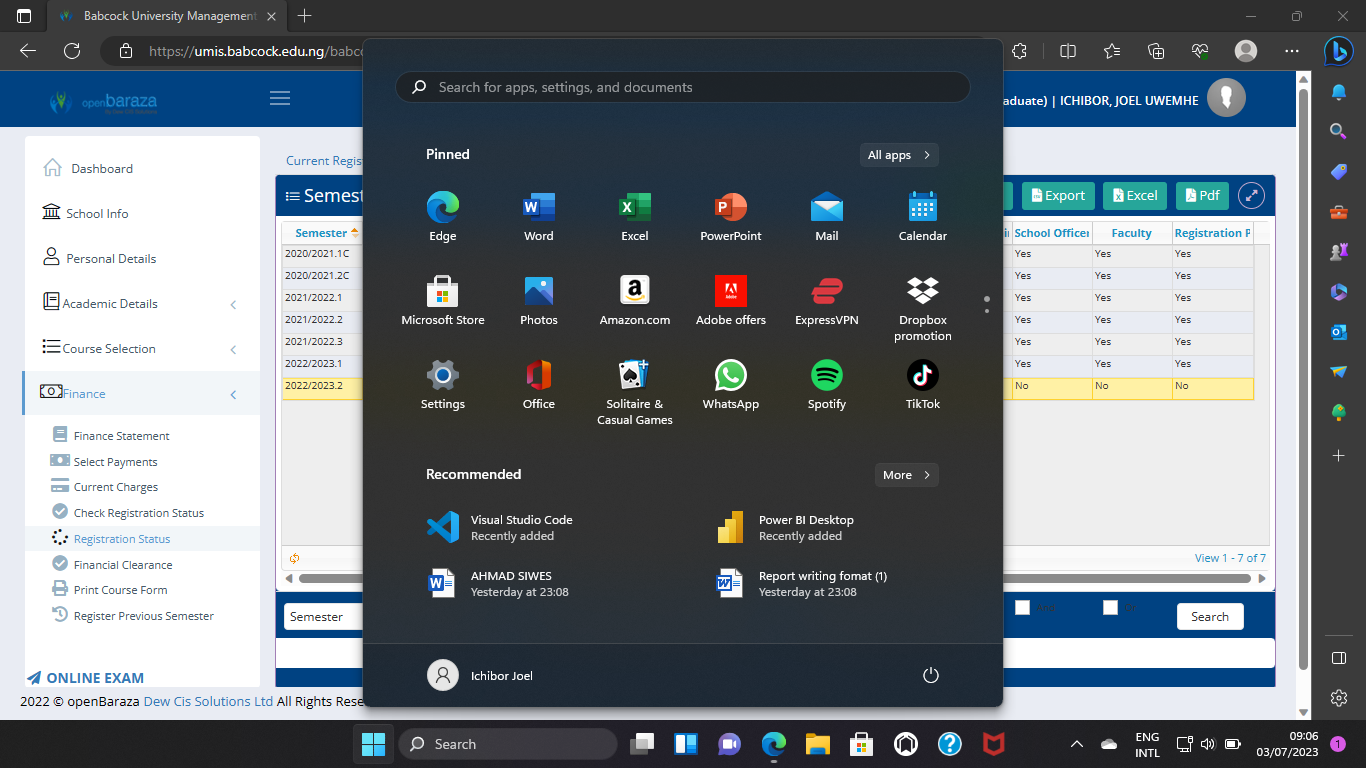 Babcock University Management
https://umis.babcock.edu.ng/babco
openbaraza
aduate) | ICHIBOR, JOEL UWEMHE
Dashboard
School Info
Personal Details
Academic Details
Course Selection
Finance
Finance Statement
Select Payments
Current Charges
Check Registration Status
Registration Status
Financial Clearance
Print Course Form
Register Previous Semester
ONLINE EXAM
2022 © openBaraza Dew Cis Solutions Ltd All Rights Rese
Current Regis
Semest
Export
Excel
Pdf
Semester
School Officer
Faculty
Registration P
2020/2021.1C Yes Yes Yes
2020/2021.2C Yes Yes Yes
2021/2022.1 Yes Yes Yes
2021/2022.2 Yes Yes Yes
2021/2022.3 Yes Yes Yes
2022/2023.1 Yes Yes Yes
2022/2023.2 No No No
View 1 - 7 of 7
Semester
Search
Search for apps, settings, and documents
Pinned
All apps
Edge
Word
Excel
PowerPoint
Mail
Calendar
Microsoft Store
Photos
Amazon.com
Adobe offers
ExpressVPN
Dropbox
promotion
Settings
Office
Solitaire &
Casual Games
WhatsApp
Spotify
TikTok
Recommended
More
Visual Studio Code
Recently added
Power BI Desktop
Recently added
AHMAD SIWES
Yesterday at 23:08
Report writing fomat (1)
Yesterday at 23:08
Ichibor Joel
Search
ENG
INTL
09:06
03/07/2023
1